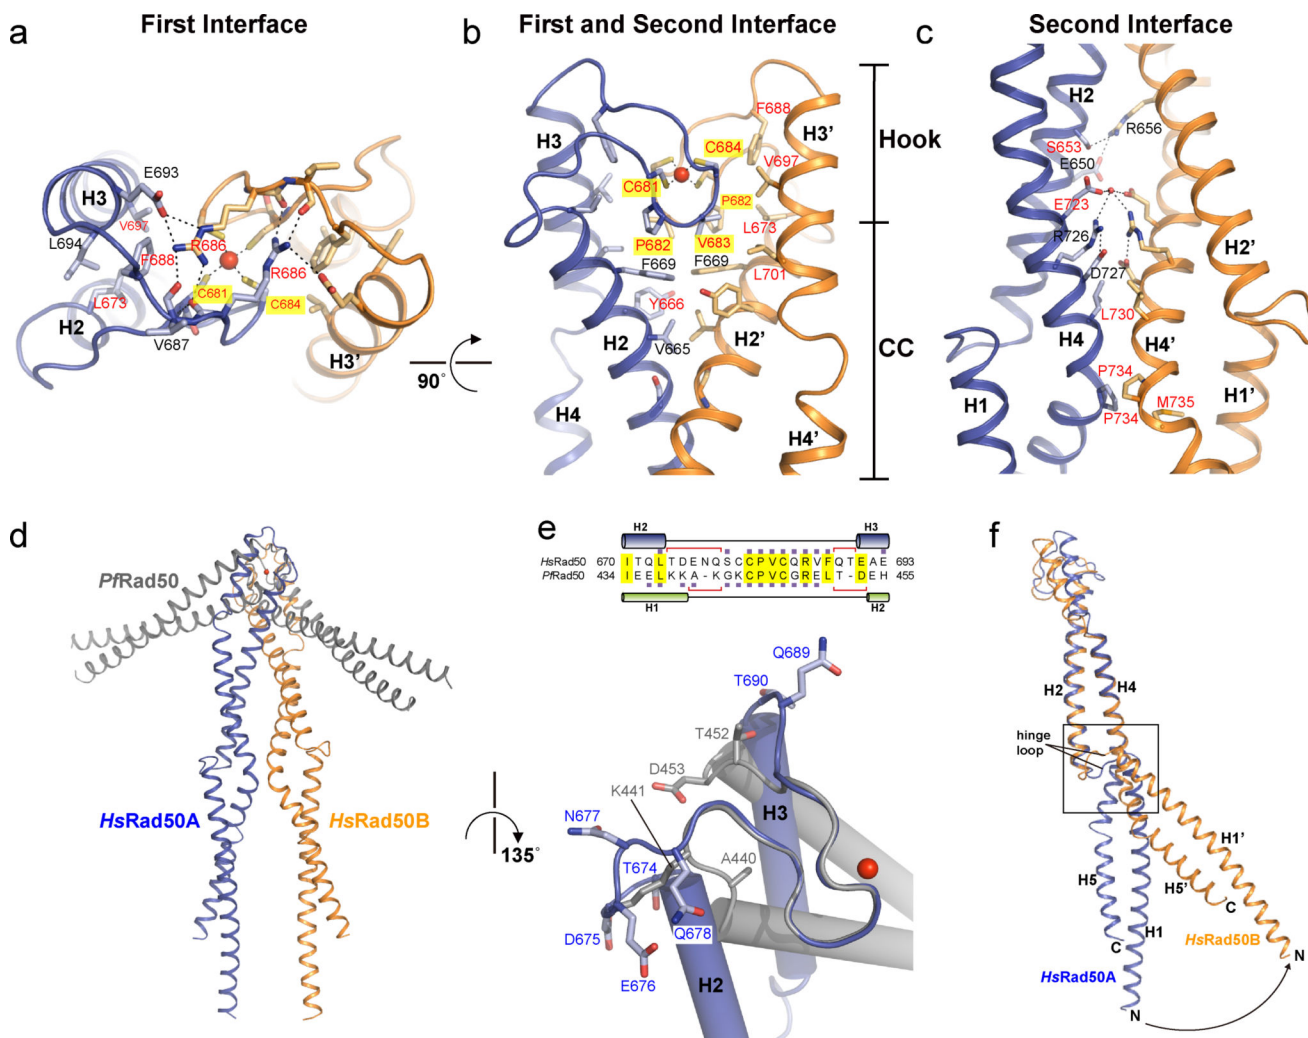 a
First Interface
E693
H3
V697
L694
F688
R686
L673
C681
R686
C684
H2
V687
H3'
90°
b
First and Second Interface
F688
H3
H3'
C684
V697
C681
P682
L673
P682
V683
F669
F669
L701
Y666
H2
V665
H2'
H4
H4'
Hook
CC
c
Second Interface
H2
R656
S653
E650
E723
R726
H2'
D727
L730
H4
H4'
P734
M735
H1
P734
H1'
d
PfRad50
HsRad50A
HsRad50B
135°
e
H2
H3
HsRad50 670 I T Q L T D E N Q S C C P V C Q R V F Q T E A E 693
PfRad50 434 I E E L K K A - K G K C P V C G R E L T - D E H 455
H1
H2
Q689
T690
T452
D453
K441
H3
N677
T674
A440
D675
Q678
E676
H2
f
H2
H4
hinge
loop
H1'
H5
H5'
C
C
H1
HsRad50B
HsRad50A
N
N